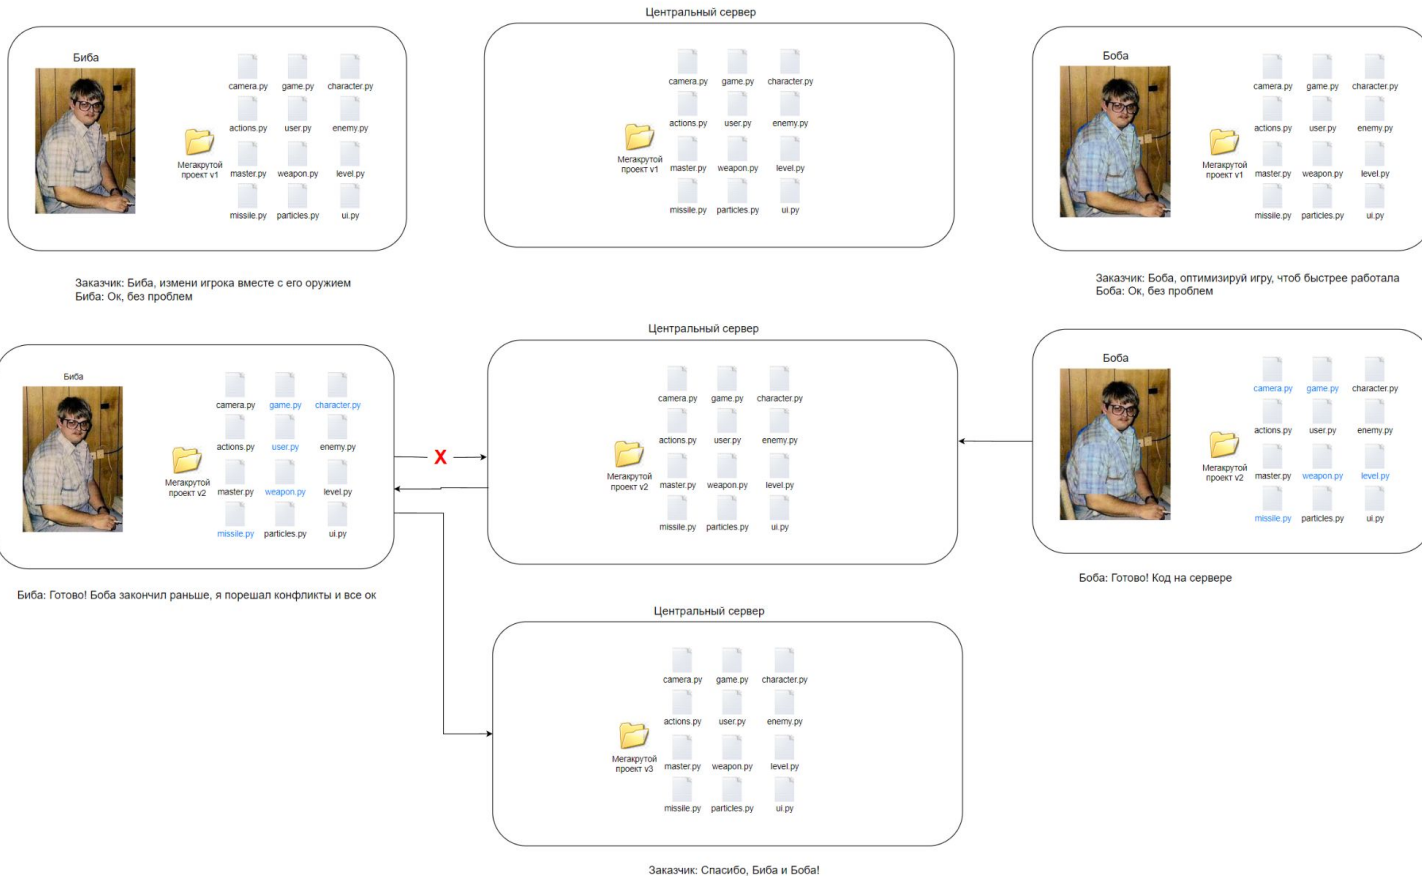 Центральный сервер
Биба
camera.py game.py character.py
actions.py user.py enemy.py
Мегакрутой
проект v1
master.py weapon.py level.py
missile.py particles.py ui.py
camera.py game.py character.py
actions.py user.py enemy.py
Мегакрутой
проект v1
master.py weapon.py level.py
missile.py particles.py ui.py
Боба
camera.py game.py character.py
actions.py user.py enemy.py
Мегакрутой
проект v1
master.py weapon.py level.py
missile.py particles.py ui.py
Заказчик: Биба, измени игрока вместе с его оружием
Биба: Ок, без проблем
Заказчик: Боба, оптимизируй игру, чтоб быстрее работала
Боба: Ок, без проблем
Центральный сервер
Биба
camera.py game.py character.py
actions.py user.py enemy.py
Мегакрутой
проект v2
master.py weapon.py level.py
missile.py particles.py ui.py
X
camera.py game.py character.py
actions.py user.py enemy.py
Мегакрутой
проект v2
master.py weapon.py level.py
missile.py particles.py ui.py
Боба
camera.py game.py character.py
actions.py user.py enemy.py
Мегакрутой
проект v2
master.py weapon.py level.py
missile.py particles.py ui.py
Биба: Готово! Боба закончил раньше, я порешал конфликты и все ок
Боба: Готово! Код на сервере
Центральный сервер
camera.py game.py character.py
actions.py user.py enemy.py
Мегакрутой
проект v3
master.py weapon.py level.py
missile.py particles.py ui.py
Заказчик: Спасибо, Биба и Боба!